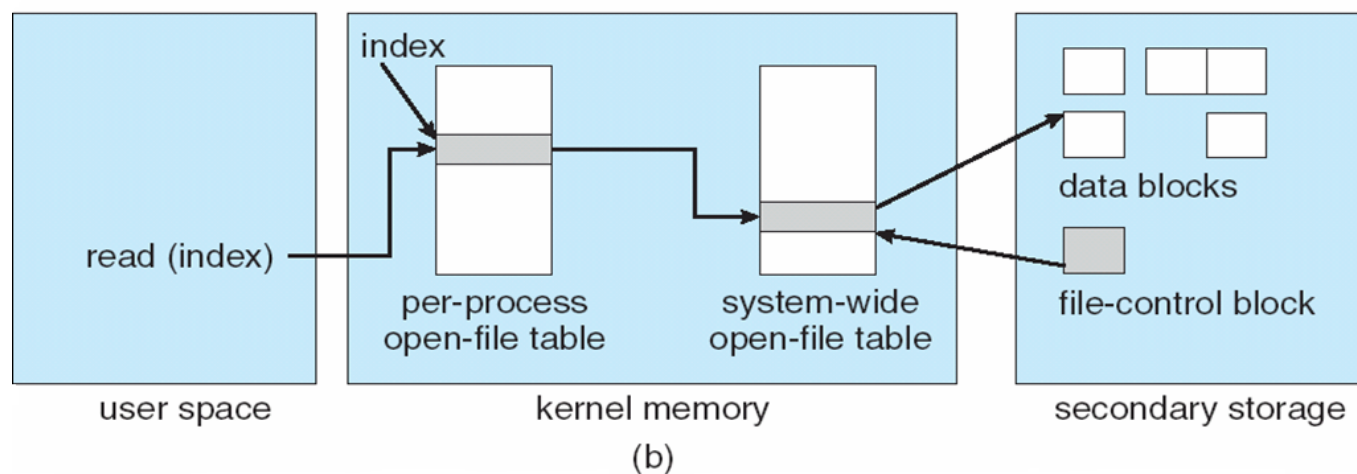 index
read (index)
per-process
open-file table
system-wide
open-file table
data blocks
file-control block
user space
kernel memory
secondary storage
(b)